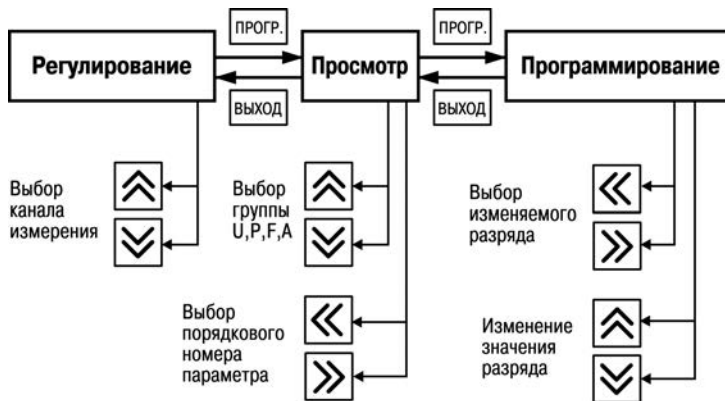 ПРОГР.
ПРОГР.
Регулирование
Просмотр
Программирование
ВЫХОД
ВЫХОД
Выбор
канала
измерения
Выбор
группы
U,P,F,A
Выбор
изменяемого
разряда
Выбор
порядкового
номера
параметра
Изменение
значения
разряда